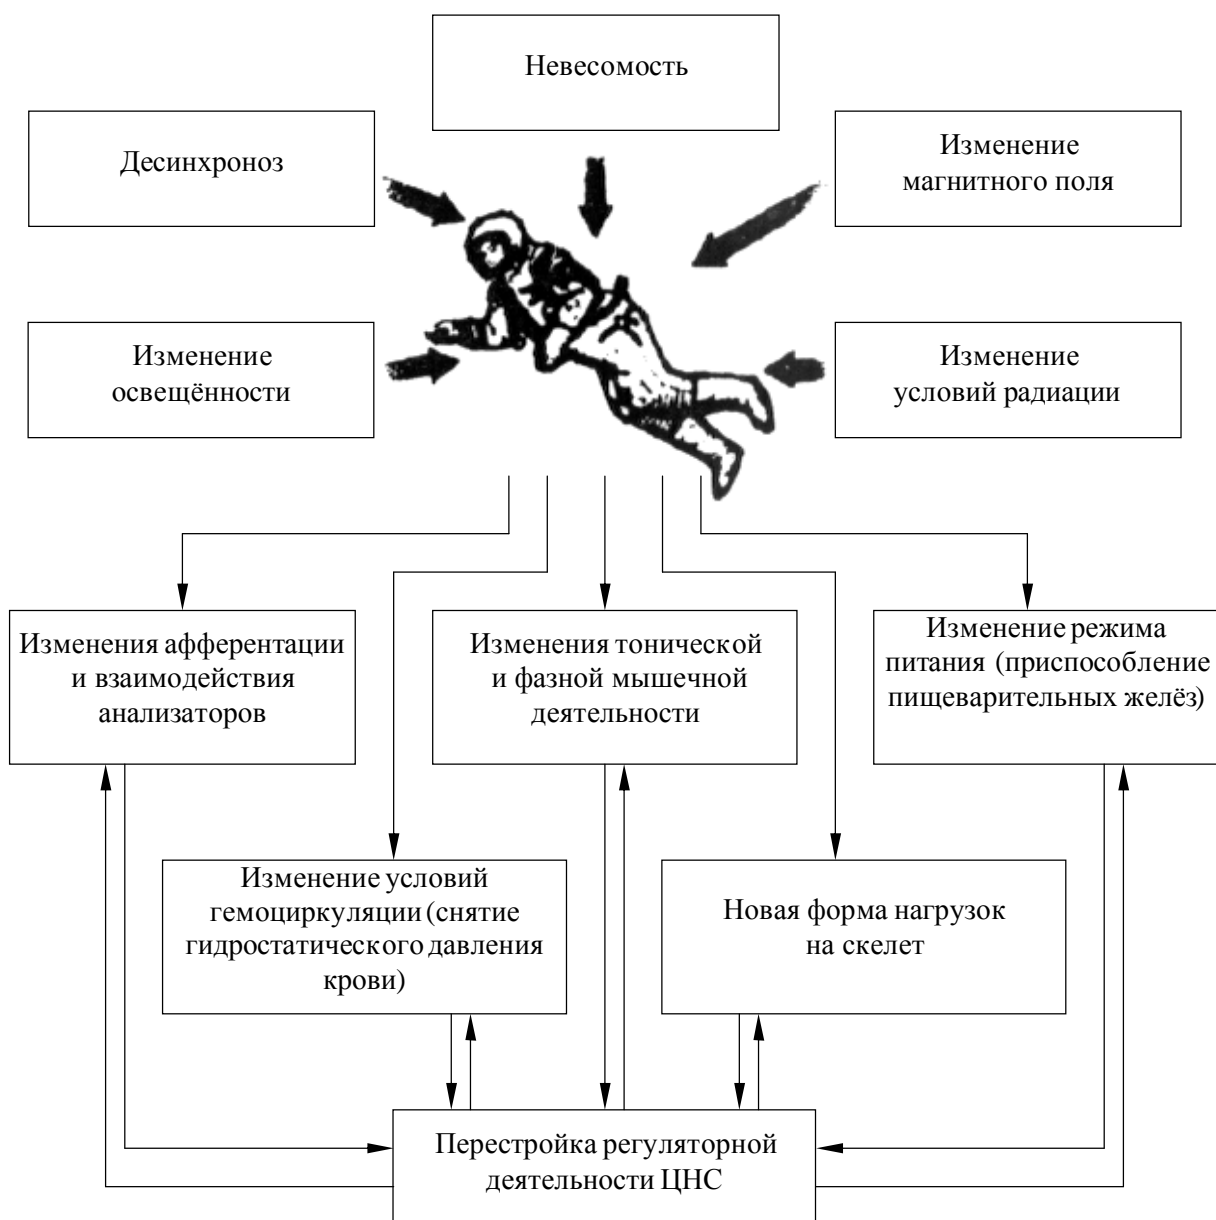 Невесомость
Десинхроноз
Изменение
магнитного поля
Изменение
освещённости
Изменение
условий радиации
Изменения афферентации
и взаимодействия
анализаторов
Изменения тонической
и фазной мышечной
деятельности
Изменение режима
питания (приспособление
пищеварительных желёз)
Изменение условий
гемоциркуляции (снятие
гидростатического давления
крови)
Новая форма нагрузок
на скелет
Перестройка регуляторной
деятельности ЦНС